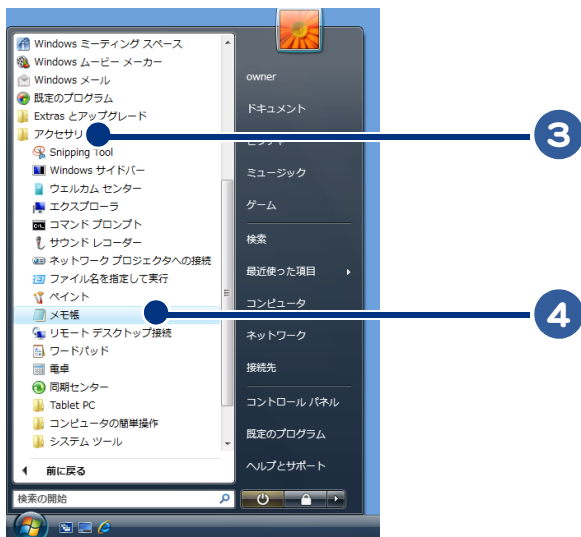 Windows ミーティング スペース
Windows ムービー メーカー
Windows メール
既定のプログラム
Extras とアップグレード
アクセサリ
Snipping Tool
Windows サイドバー
ウェルカム センター
エクスプローラ
コマンド プロンプト
サウンド レコーダー
ネットワーク プロジェクタへの接続
ファイル名を指定して実行
ペイント
メモ帳
リモート デスクトップ接続
ワードパッド
電卓
同期センター
Tablet PC
コンピュータの簡単操作
システム ツール
前に戻る
検索の開始
owner
ドキュメント
ミュージック
ゲーム
検索
最近使った項目
コンピュータ
ネットワーク
接続先
コントロール パネル
既定のプログラム
ヘルプとサポート
3
4